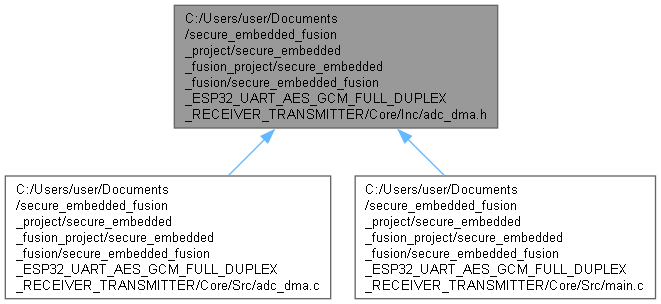 C:/Users/user/Documents
/secure_embedded_fusion
_project/secure_embedded
_fusion_project/secure_embedded
_fusion/secure_embedded_fusion
_ESP32_UART_AES_GCM_FULL_DUPLEX
_RECEIVER_TRANSMITTER/Core/Inc/adc_dma.h
C:/Users/user/Documents
/secure_embedded_fusion
_project/secure_embedded
_fusion_project/secure_embedded
_fusion/secure_embedded_fusion
_ESP32_UART_AES_GCM_FULL_DUPLEX
_RECEIVER_TRANSMITTER/Core/Src/adc_dma.c
C:/Users/user/Documents
/secure_embedded_fusion
_project/secure_embedded
_fusion_project/secure_embedded
_fusion/secure_embedded_fusion
_ESP32_UART_AES_GCM_FULL_DUPLEX
_RECEIVER_TRANSMITTER/Core/Src/main.c